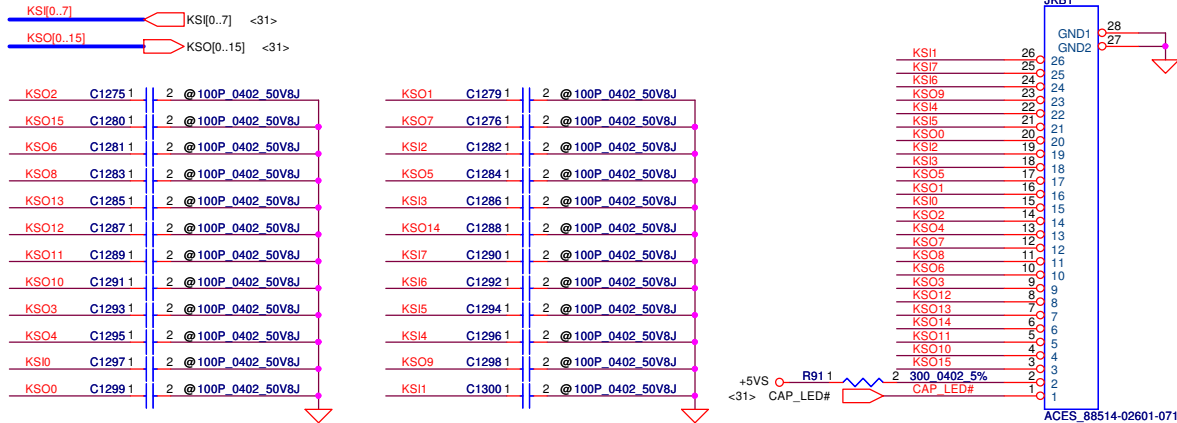 KSI[0..7] KSI[0..7] <31>
KSO[0..15] KSO[0..15] <31>
KSO2 C1275 1 2 @100P_0402_50V8J
KSO15 C1280 1 2 @100P_0402_50V8J
KSO6 C1281 1 2 @100P_0402_50V8J
KSO8 C1283 1 2 @100P_0402_50V8J
KSO13 C1285 1 2 @100P_0402_50V8J
KSO12 C1287 1 2 @100P_0402_50V8J
KSO11 C1289 1 2 @100P_0402_50V8J
KSO10 C1291 1 2 @100P_0402_50V8J
KSO3 C1293 1 2 @100P_0402_50V8J
KSO4 C1295 1 2 @100P_0402_50V8J
KSI0 C1297 1 2 @100P_0402_50V8J
KSO0 C1299 1 2 @100P_0402_50V8J
KSO1 C1279 1 2 @100P_0402_50V8J
KSO7 C1276 1 2 @100P_0402_50V8J
KSI2 C1282 1 2 @100P_0402_50V8J
KSO5 C1284 1 2 @100P_0402_50V8J
KSI3 C1286 1 2 @100P_0402_50V8J
KSO14 C1288 1 2 @100P_0402_50V8J
KSI7 C1290 1 2 @100P_0402_50V8J
KSI6 C1292 1 2 @100P_0402_50V8J
KSI5 C1294 1 2 @100P_0402_50V8J
KSI4 C1296 1 2 @100P_0402_50V8J
KSO9 C1298 1 2 @100P_0402_50V8J
KSI1 C1300 1 2 @100P_0402_50V8J
JKB1
GND1 28
GND2 27
KSI1 26 26
KSI7 25 25
KSI6 24 24
KSO9 23 23
KSI4 22 22
KSI5 21 21
KSO0 20 20
KSI2 19 19
KSI3 18 18
KSO5 17 17
KSO1 16 16
KSI0 15 15
KSO2 14 14
KSO4 13 13
KSO7 12 12
KSO8 11 11
KSO6 10 10
KSO3 9 9
KSO12 8 8
KSO13 7 7
KSO14 6 6
KSO11 5 5
KSO10 4 4
KSO15 3 3
+5VS R91 1 2 300_0402_5% 2 2
<31> CAP_LED# CAP_LED# 1 1
ACES_88514-02601-071